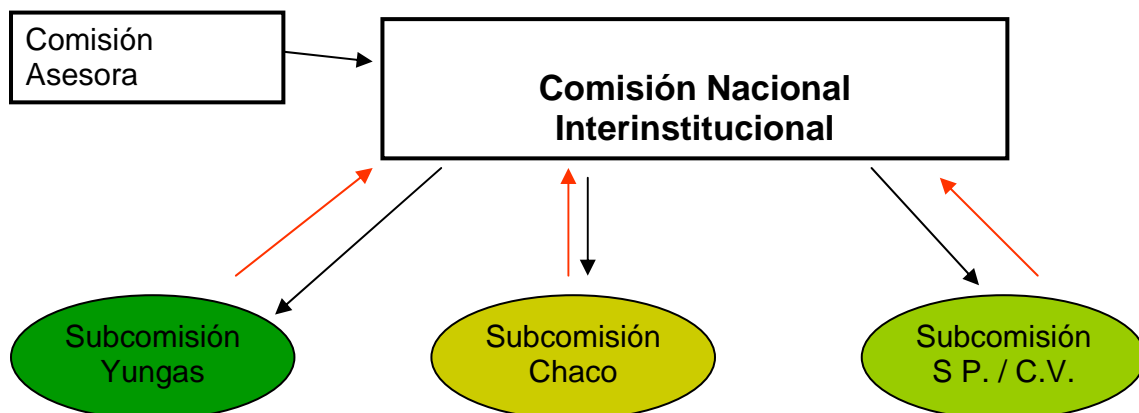 Comisión
Asesora
Comisión Nacional
Interinstitucional
Subcomisión
Yungas
Subcomisión
Chaco
Subcomisión
S P. / C.V.